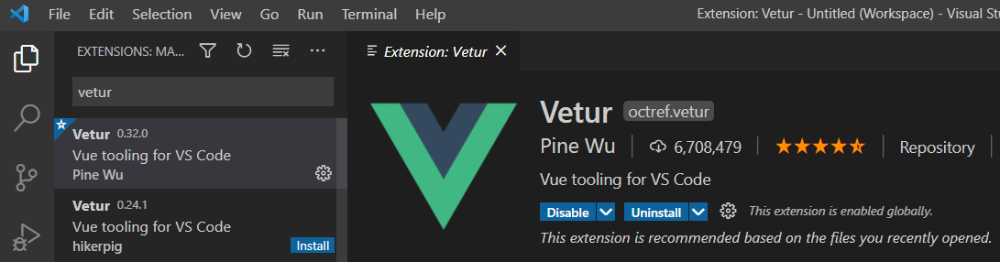 File Edit Selection View Go Run Terminal Help Extension: Vetur - Untitled (Workspace) - Visual Stu
EXTENSIONS: MA... Extension: Vetur
vetur
Vetur 0.32.0
Vue tooling for VS Code
Pine Wu
Vetur 0.24.1
Vue tooling for VS Code
hikerpig Install
Vetur octref.vetur
Pine Wu 6,708,479 Repository
Vue tooling for VS Code
Disable Uninstall This extension is enabled globally.
This extension is recommended based on the files you recently opened.